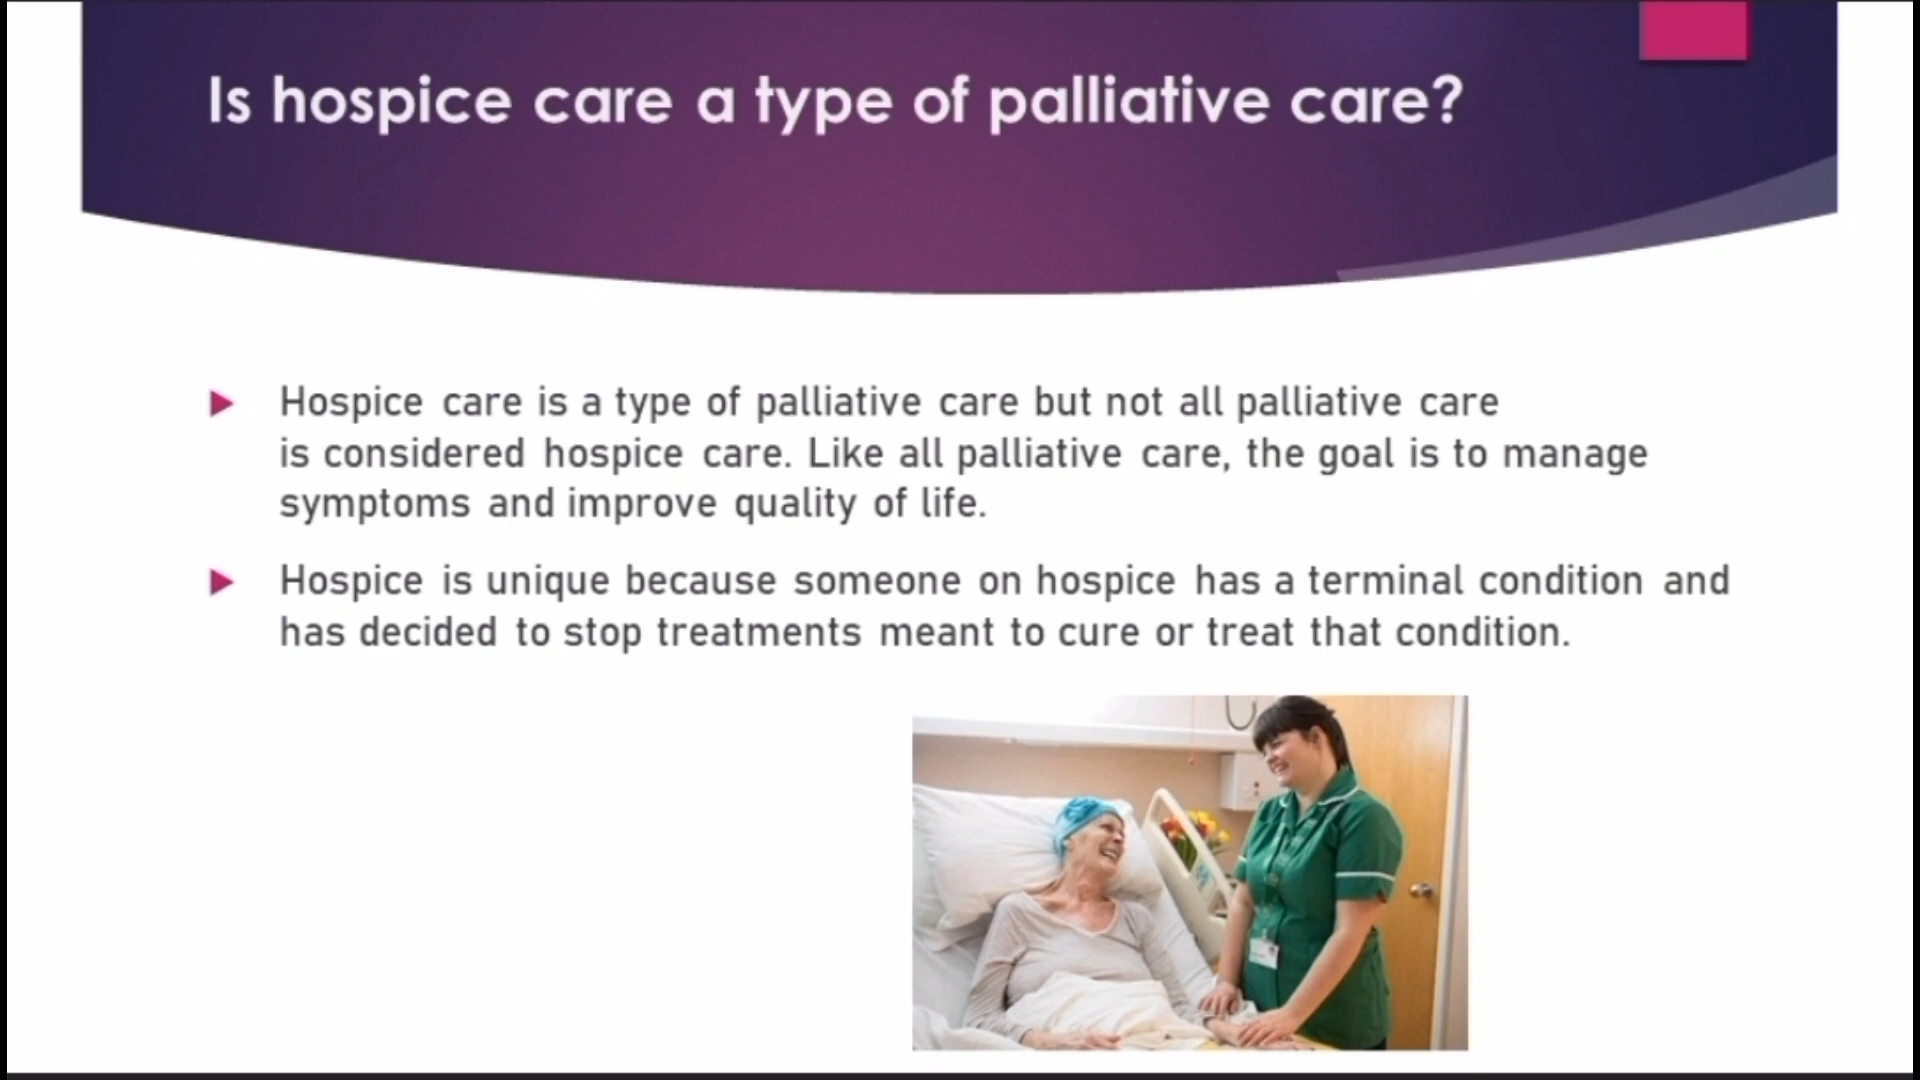 Is hospice care a type of palliative care?
Hospice care is a type of palliative care but not all palliative care
is considered hospice care. Like all palliative care, the goal is to manage
symptoms and improve quality of life.
Hospice is unique because someone on hospice has a terminal condition and
has decided to stop treatments meant to cure or treat that condition.